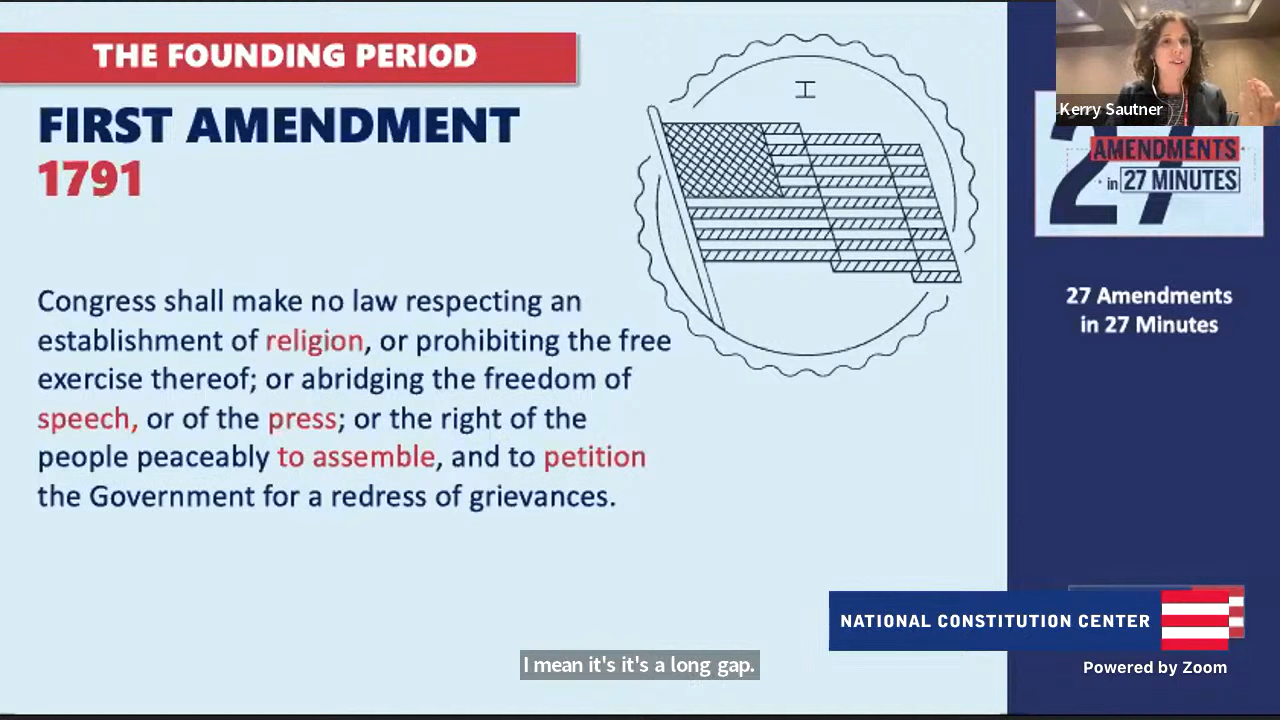 THE FOUNDING PERIOD
FIRST AMENDMENT
1791
I
Congress shall make no law respecting an
establishment of religion, or prohibiting the free
exercise thereof; or abridging the freedom of
speech, or of the press; or the right of the
people peaceably to assemble, and to petition
the Government for a redress of grievances.
Kerry Sautner
27
AMENDMENTS
in 27 MINUTES
27 Amendments
in 27 Minutes
NATIONAL CONSTITUTION CENTER
I mean it's it's a long gap.
Powered by Zoom